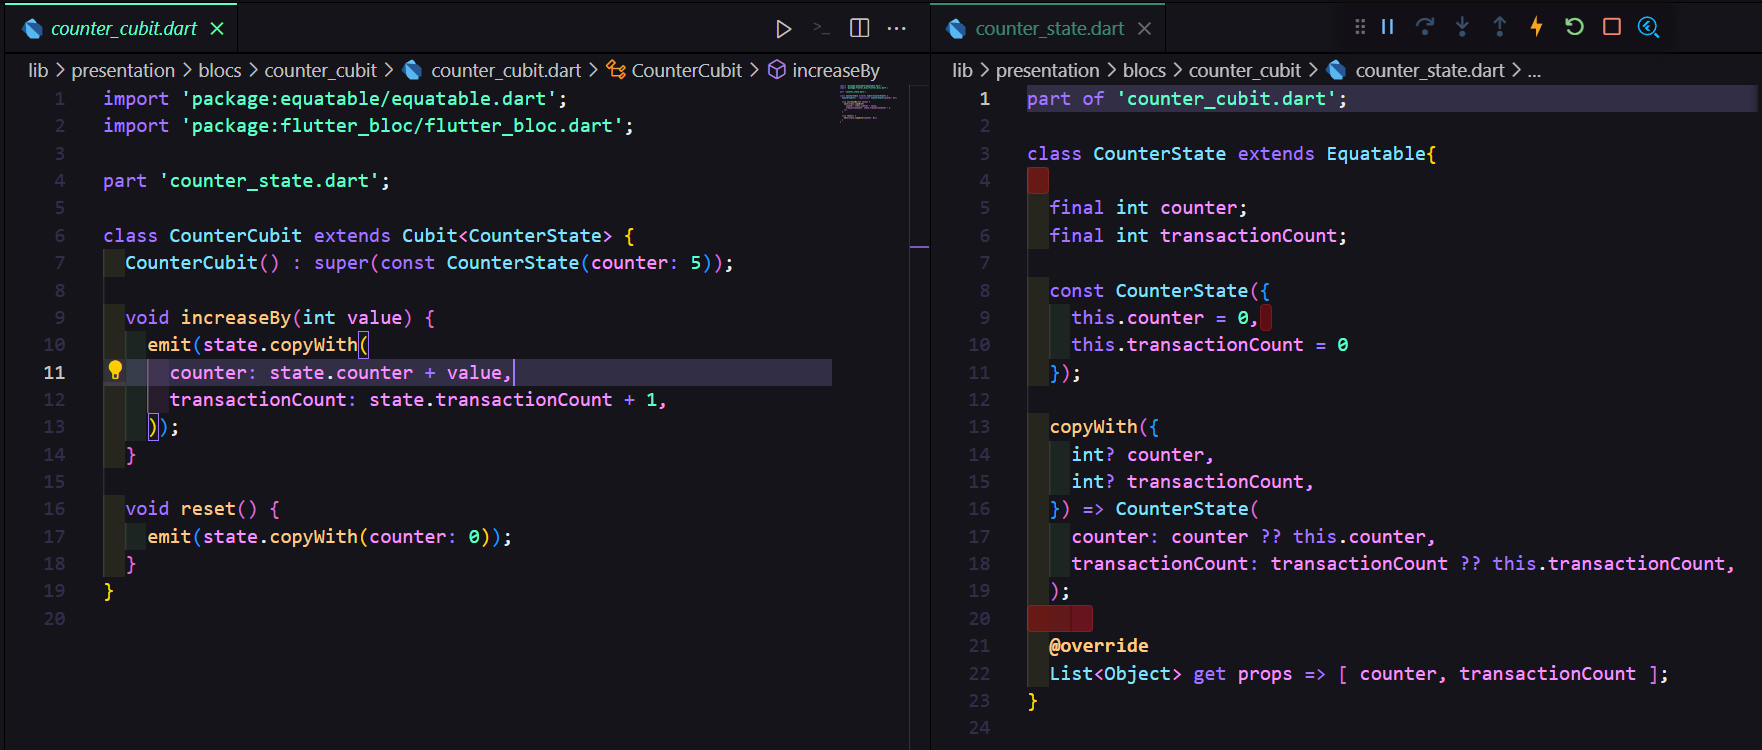 counter_cubit.dart
lib > presentation > blocs > counter_cubit > counter_cubit.dart > CounterCubit > increaseBy
1 import 'package:equatable/equatable.dart';
2 import 'package:flutter_bloc/flutter_bloc.dart';
3
4 part 'counter_state.dart';
5
6 class CounterCubit extends Cubit<CounterState> {
7 CounterCubit() : super(const CounterState(counter: 5));
8
9 void increaseBy(int value) {
10 emit(state.copyWith(
11 counter: state.counter + value,
12 transactionCount: state.transactionCount + 1,
13 ));
14 }
15
16 void reset() {
17 emit(state.copyWith(counter: 0));
18 }
19 }
20
counter_state.dart
lib > presentation > blocs > counter_cubit > counter_state.dart > ...
1 part of 'counter_cubit.dart';
2
3 class CounterState extends Equatable{
4
5 final int counter;
6 final int transactionCount;
7
8 const CounterState({
9 this.counter = 0,
10 this.transactionCount = 0
11 });
12
13 copyWith({
14 int? counter,
15 int? transactionCount,
16 }) => CounterState(
17 counter: counter ?? this.counter,
18 transactionCount: transactionCount ?? this.transactionCount,
19 );
20
21 @override
22 List<Object> get props => [ counter, transactionCount ];
23 }
24